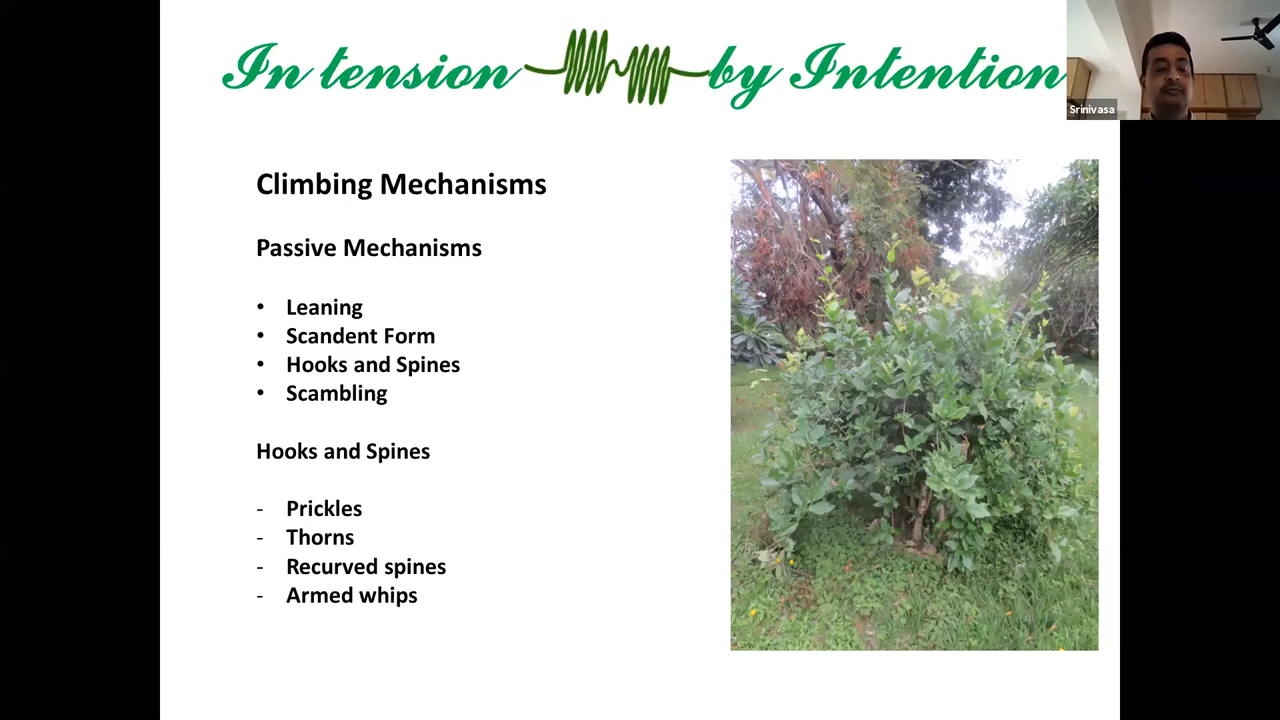 In tension by Intention
Srinivasa
Climbing Mechanisms
Passive Mechanisms
• Leaning
• Scandent Form
• Hooks and Spines
• Scambling
Hooks and Spines
- Prickles
- Thorns
- Recurved spines
- Armed whips